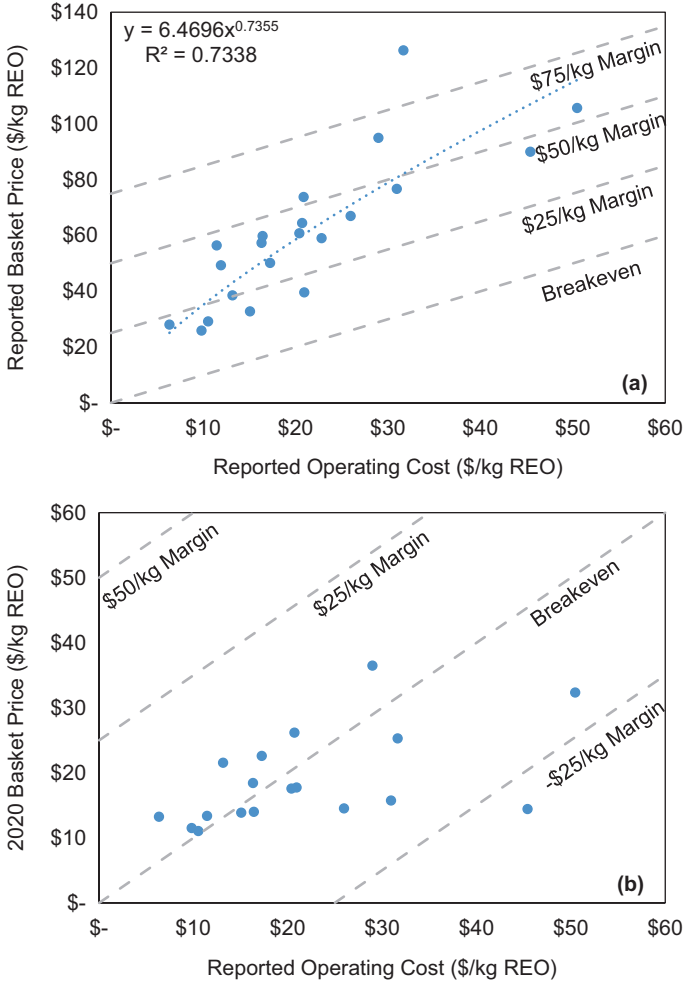 y = 6.4696x^0.7355
R² = 0.7338
$140
$120
$100
$80
$60
$40
$20
$-
Reported Basket Price ($/kg REO)
$75/kg Margin
$50/kg Margin
$25/kg Margin
Breakeven
(a)
$-
$10
$20
$30
$40
$50
$60
Reported Operating Cost ($/kg REO)
$60
$50
$40
$30
$20
$10
$-
2020 Basket Price ($/kg REO)
$50/kg Margin
$25/kg Margin
Breakeven
-$25/kg Margin
(b)
$-
$10
$20
$30
$40
$50
$60
Reported Operating Cost ($/kg REO)